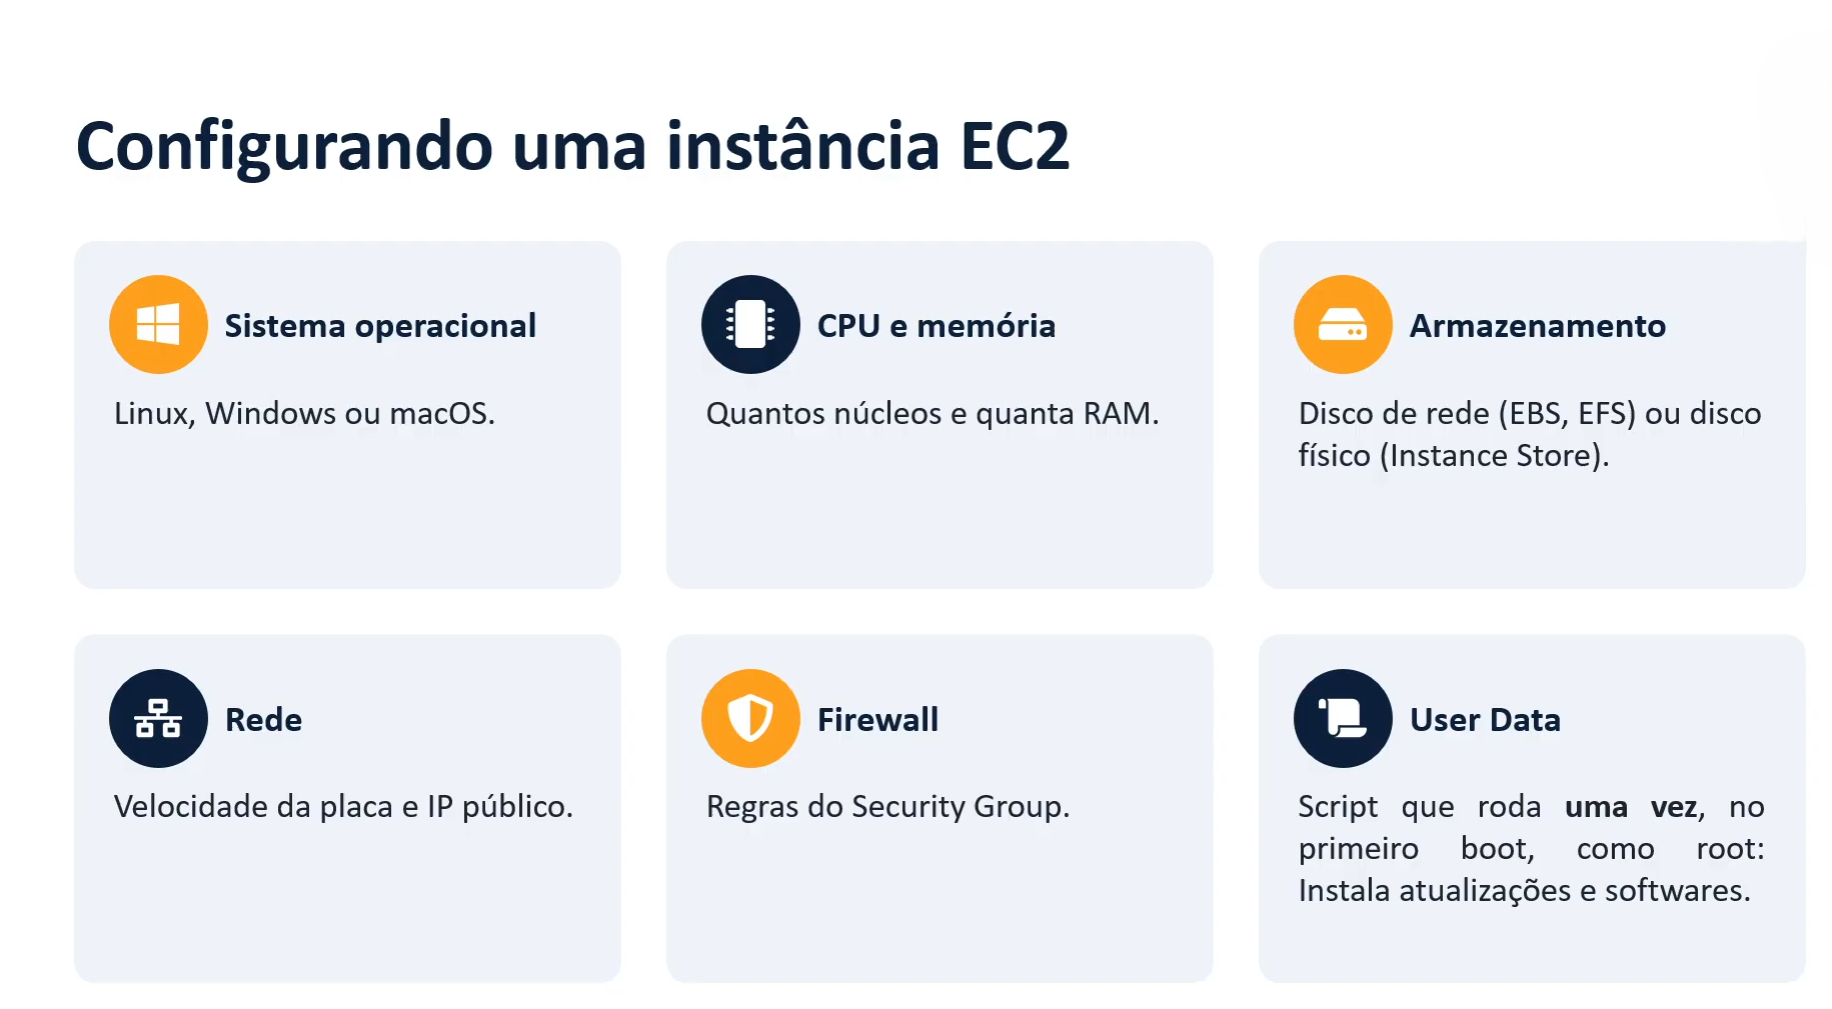 Configurando uma instância EC2
Sistema operacional
Linux, Windows ou macOS.
CPU e memória
Quantos núcleos e quanta RAM.
Armazenamento
Disco de rede (EBS, EFS) ou disco
físico (Instance Store).
Rede
Velocidade da placa e IP público.
Firewall
Regras do Security Group.
User Data
Script que roda uma vez, no
primeiro boot, como root:
Instala atualizações e softwares.